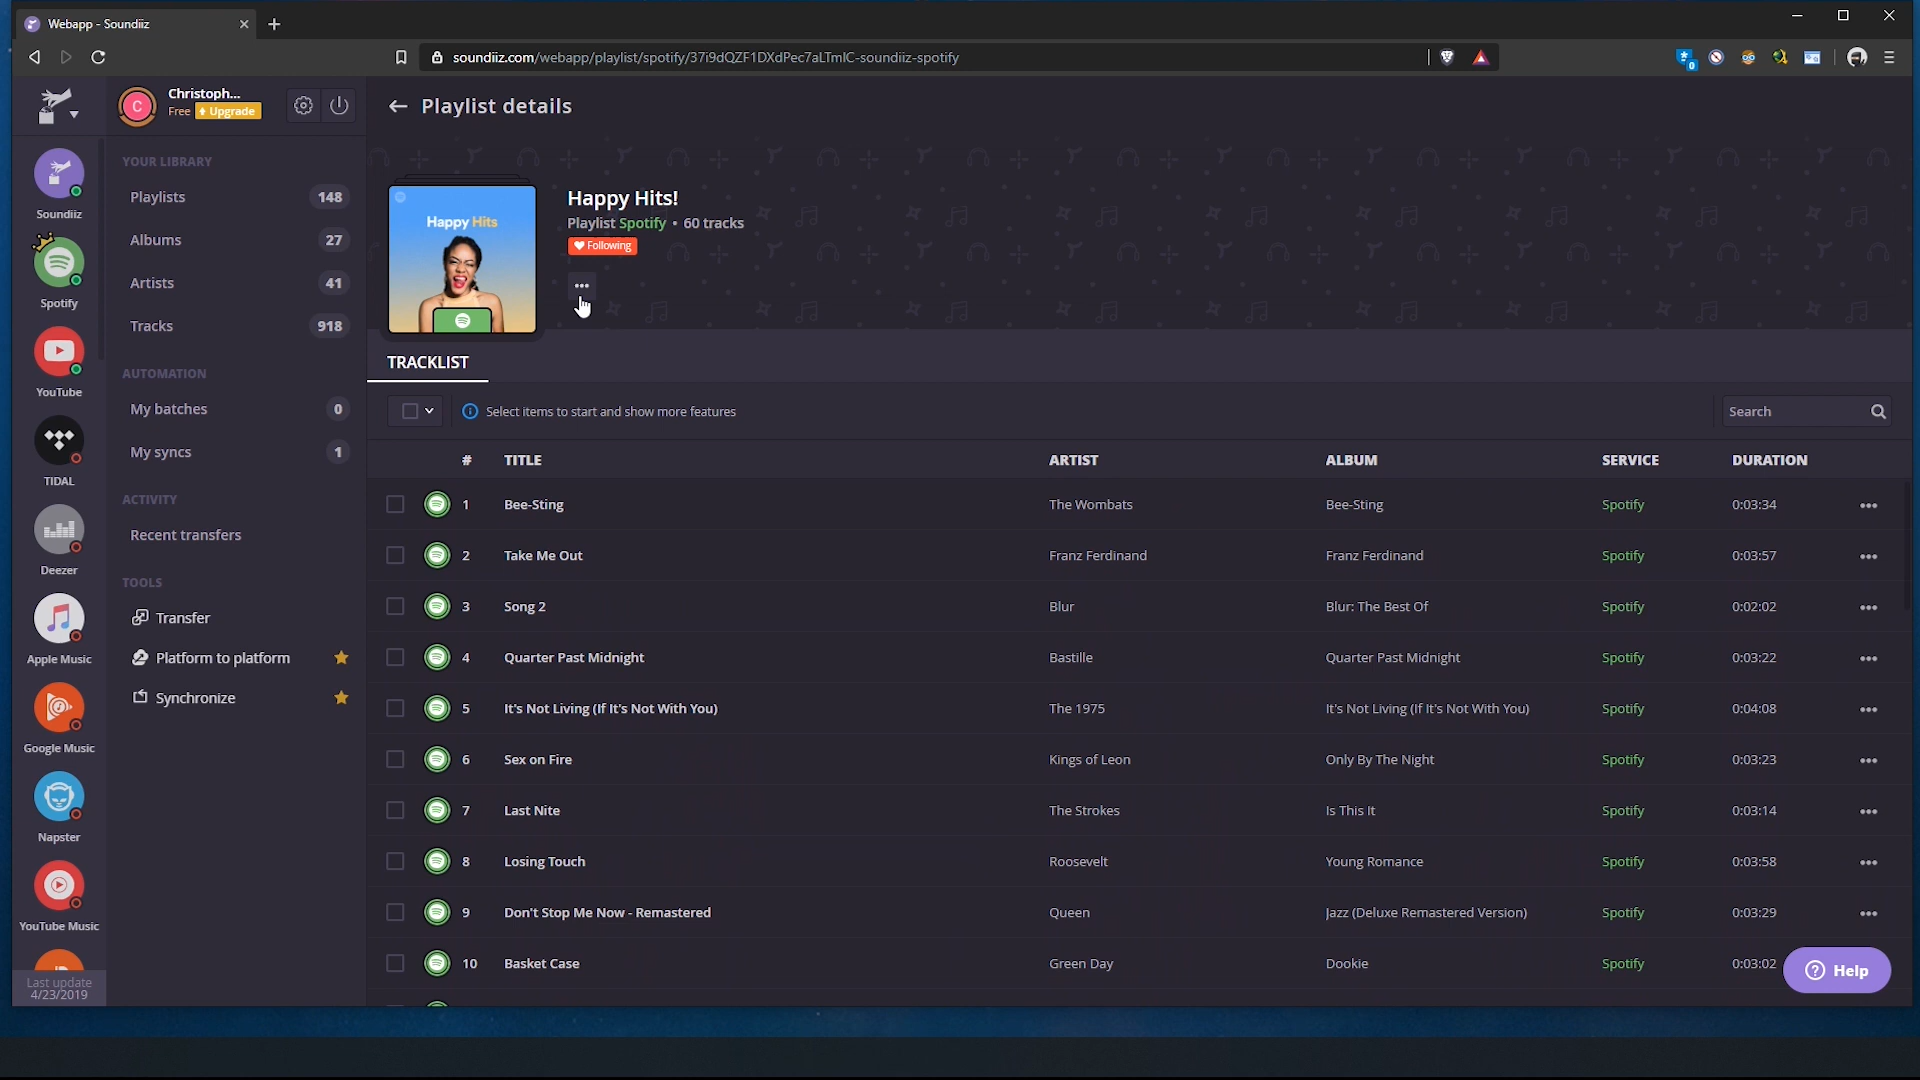 Webapp - Soundiiz
soundiiz.com/webapp/playlist/spotify/37i9dQZF1DXdPec7aLTmlC-soundiiz-spotify
0
C
Christoph...
Free Upgrade
Playlist details
Soundiiz
Spotify
YouTube
TIDAL
Deezer
Apple Music
Google Music
Napster
YouTube Music
Last update
4/23/2019
YOUR LIBRARY
Playlists 148
Albums 27
Artists 41
Tracks 918
AUTOMATION
My batches 0
My syncs 1
ACTIVITY
Recent transfers
TOOLS
Transfer
Platform to platform
Synchronize
Happy Hits
Happy Hits!
Playlist Spotify • 60 tracks
Following
TRACKLIST
Select items to start and show more features
Search
# TITLE ARTIST ALBUM SERVICE DURATION
1 Bee-Sting The Wombats Bee-Sting Spotify 0:03:34
2 Take Me Out Franz Ferdinand Franz Ferdinand Spotify 0:03:57
3 Song 2 Blur Blur: The Best Of Spotify 0:02:02
4 Quarter Past Midnight Bastille Quarter Past Midnight Spotify 0:03:22
5 It's Not Living (If It's Not With You) The 1975 It's Not Living (If It's Not With You) Spotify 0:04:08
6 Sex on Fire Kings of Leon Only By The Night Spotify 0:03:23
7 Last Nite The Strokes Is This It Spotify 0:03:14
8 Losing Touch Roosevelt Young Romance Spotify 0:03:58
9 Don't Stop Me Now - Remastered Queen Jazz (Deluxe Remastered Version) Spotify 0:03:29
10 Basket Case Green Day Dookie Spotify 0:03:02
Help